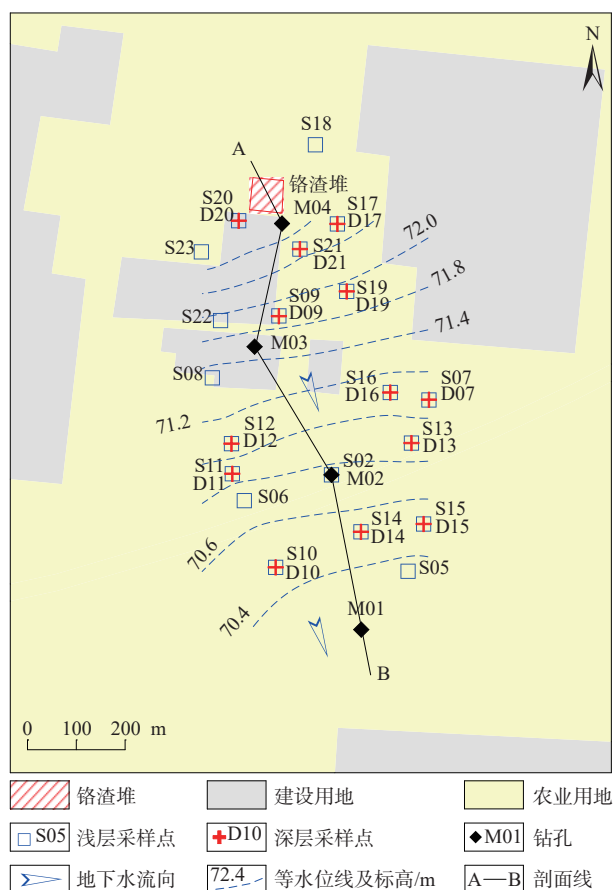 N
S18
A
铬渣堆
S20
D20
M04
S17
D17
72.0
S23
S21
D21
71.8
S19
D19
S09
D09
S22
71.4
M03
S08
S16
D16
S07
D07
71.2
S12
D12
S13
D13
S11
D11
S02
M02
S06
S14
D14
S15
D15
70.6
S10
D10
S05
70.4
M01
B
0 100 200 m
铬渣堆 建设用地 农业用地
S05 浅层采样点 D10 深层采样点 M01 钻孔
地下水流向 72.4 等水位线及标高/m A—B 剖面线